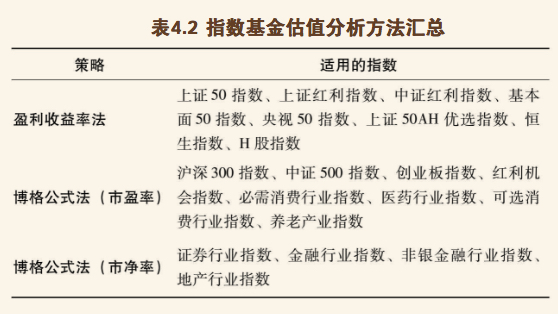 表4.2 指数基金估值分析方法汇总
策略 适用的指数
上证 50 指数、上证红利指数、中证红利指数、基本
盈利收益率法 面 50 指数、央视 50 指数、上证 50AH 优选指数、恒
生指数、H 股指数
沪深 300 指数、中证 500 指数、创业板指数、红利机
博格公式法（市盈率） 会指数、必需消费行业指数、医药行业指数、可选消
费行业指数、养老产业指数
证券行业指数、金融行业指数、非银金融行业指数、
博格公式法（市净率）
地产行业指数